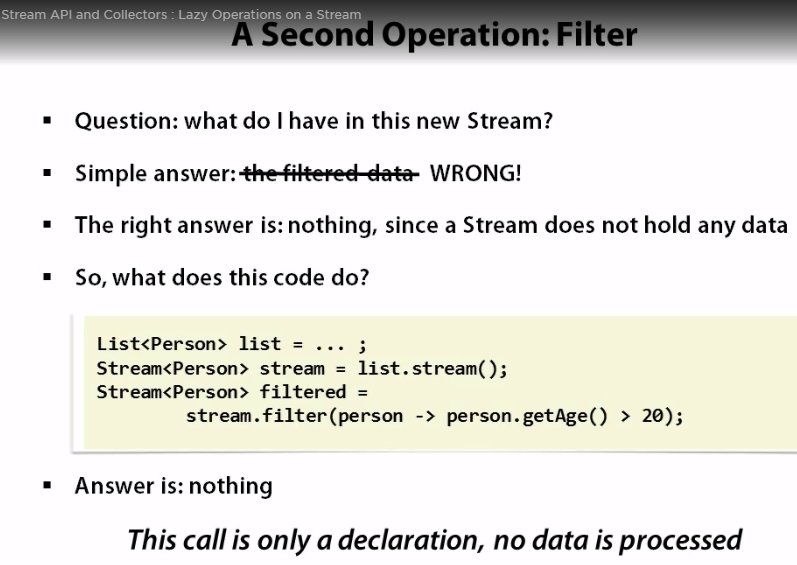 Stream API and Collectors : Lazy Operations on a Stream
A Second Operation: Filter
▪ Question: what do I have in this new Stream?
▪ Simple answer: the filtered data WRONG!
▪ The right answer is: nothing, since a Stream does not hold any data
▪ So, what does this code do?
List<Person> list = ... ;
Stream<Person> stream = list.stream();
Stream<Person> filtered =
        stream.filter(person -> person.getAge() > 20);
▪ Answer is: nothing
This call is only a declaration, no data is processed